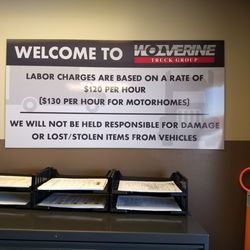 WELCOME TO WOLVERINE
TRUCK GROUP
LABOR CHARGES ARE BASED ON A RATE OF
$120 PER HOUR
($130 PER HOUR FOR MOTORHOMES)
WE WILL NOT BE HELD RESPONSIBLE FOR DAMAGE
OR LOST/STOLEN ITEMS FROM VEHICLES